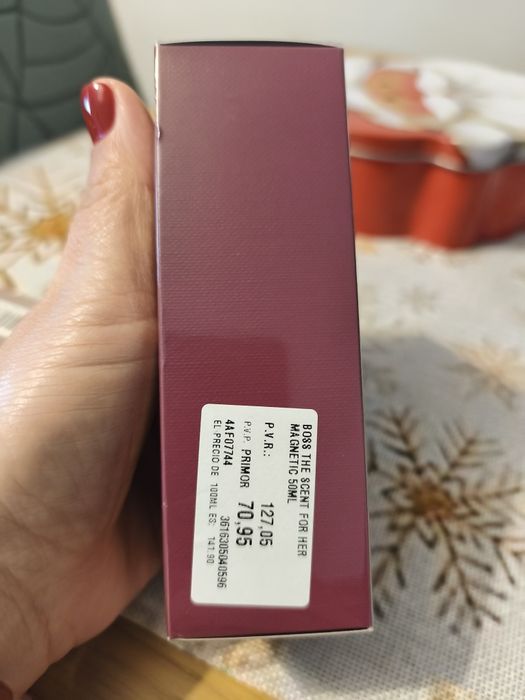 BOSS THE SCENT FOR HER
MAGNETIC 50ML
P.V.R.: 127,05
P.V.P. PRIMOR 70,95
4AF07744 3616305040596
EL PRECIO DE 100ML ES: 141.90